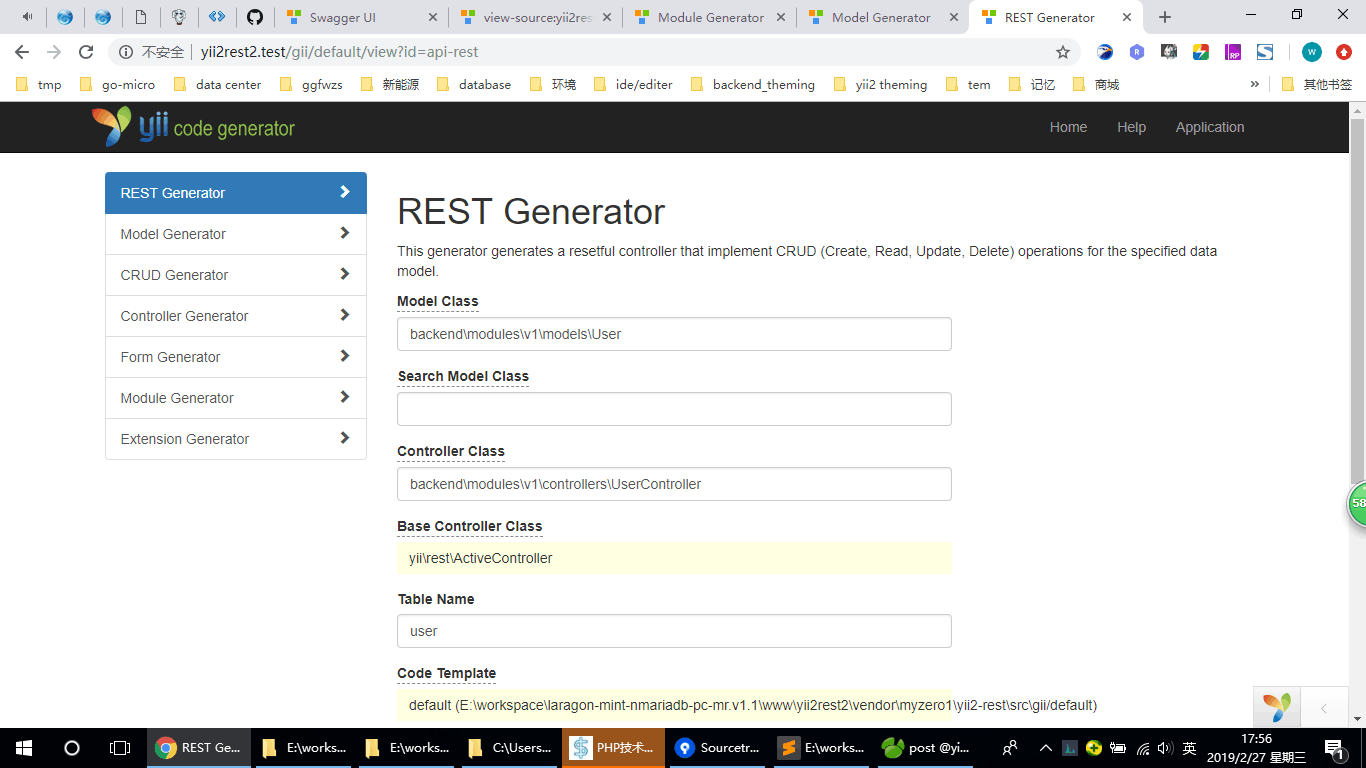 Swagger UI
view-source:yii2res
Module Generator
Model Generator
REST Generator
不安全 | yii2rest2.test/gii/default/view?id=api-rest
RP
W
tmp
go-micro
data center
ggfwzs
新能源
database
环境
ide/editer
backend_theming
yii2 theming
tem
记忆
商城
»
其他书签
yii code generator
Home
Help
Application
REST Generator
Model Generator
CRUD Generator
Controller Generator
Form Generator
Module Generator
Extension Generator
REST Generator
This generator generates a resetful controller that implement CRUD (Create, Read, Update, Delete) operations for the specified data
model.
Model Class
backend\modules\v1\models\User
Search Model Class
Controller Class
backend\modules\v1\controllers\UserController
Base Controller Class
yii\rest\ActiveController
Table Name
user
Code Template
default (E:\workspace\laragon-mint-nmariadb-pc-mr.v1.1\www\yii2rest2\vendor\myzero1\yii2-rest\src\gii/default)
58
REST Ge...
E:\works...
E:\works...
C:\Users...
PHP技术...
Sourcetr...
E:\works...
post @yi...
英
17:56
2019/2/27 星期三
1